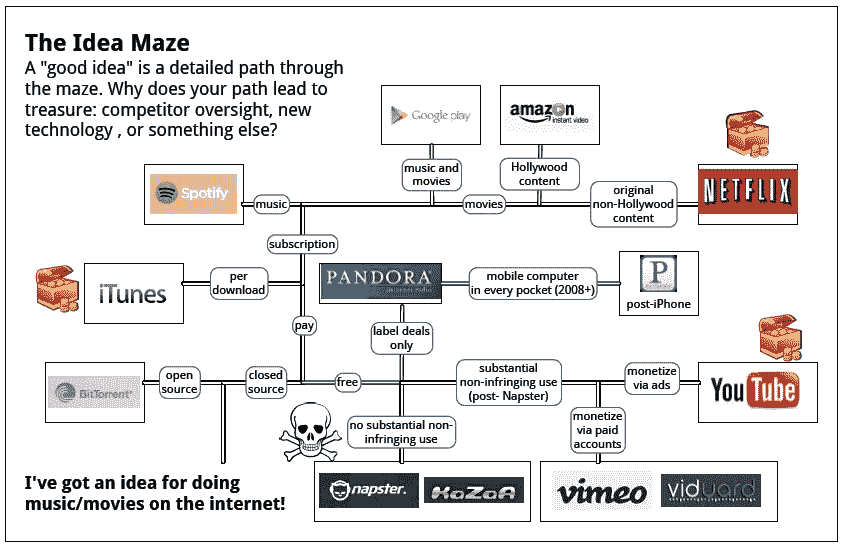 The Idea Maze
A "good idea" is a detailed path through
the maze. Why does your path lead to
treasure: competitor oversight, new
technology , or something else?
Google play
amazon
instant video
music and
movies
Hollywood
content
Spotify
music
movies
original
non-Hollywood
content
NETFLIX
subscription
iTunes
per
download
PANDORA
mobile computer
in every pocket (2008+)
P
post-iPhone
pay
label deals
only
BitTorrent
open
source
closed
source
free
substantial
non-infringing use
(post- Napster)
monetize
via ads
YouTube
no substantial non-
infringing use
monetize
via paid
accounts
I've got an idea for doing
music/movies on the internet!
napster.
KaZaA
vimeo
vidyard